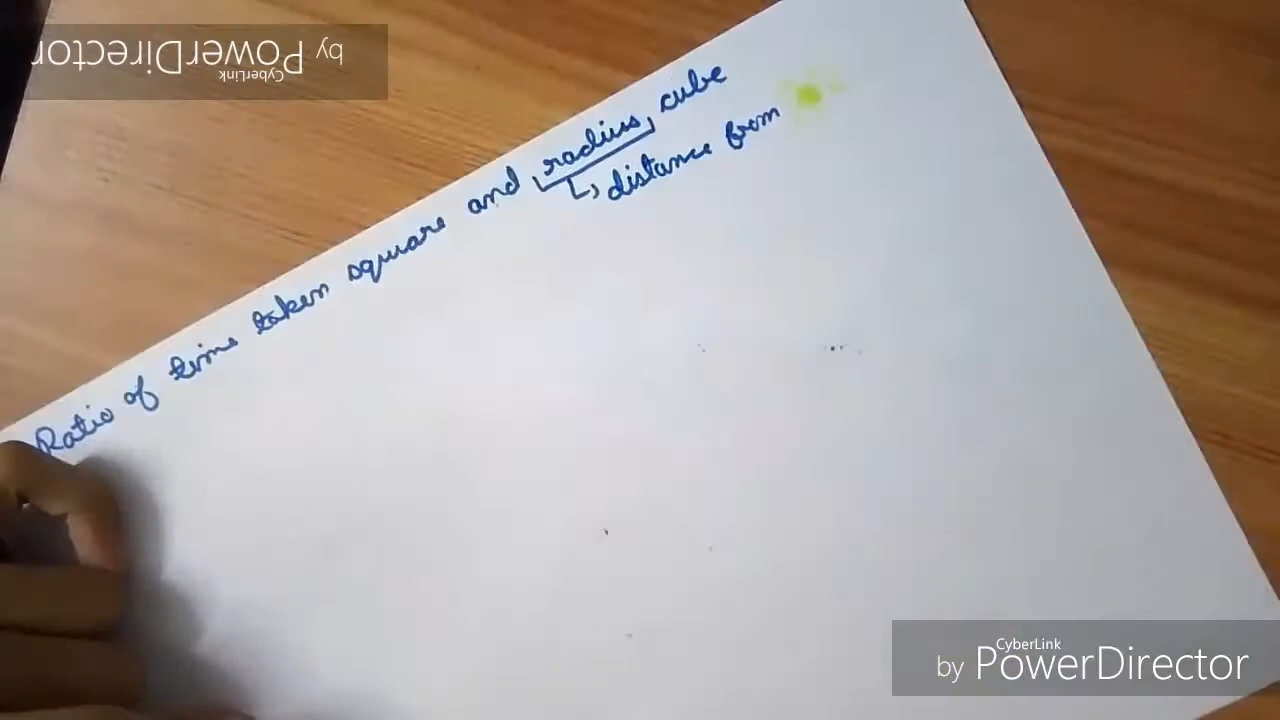 Ratio of time taken square and radius, cube
distance from
CyberLink
by PowerDirector
CyberLink
by PowerDirector